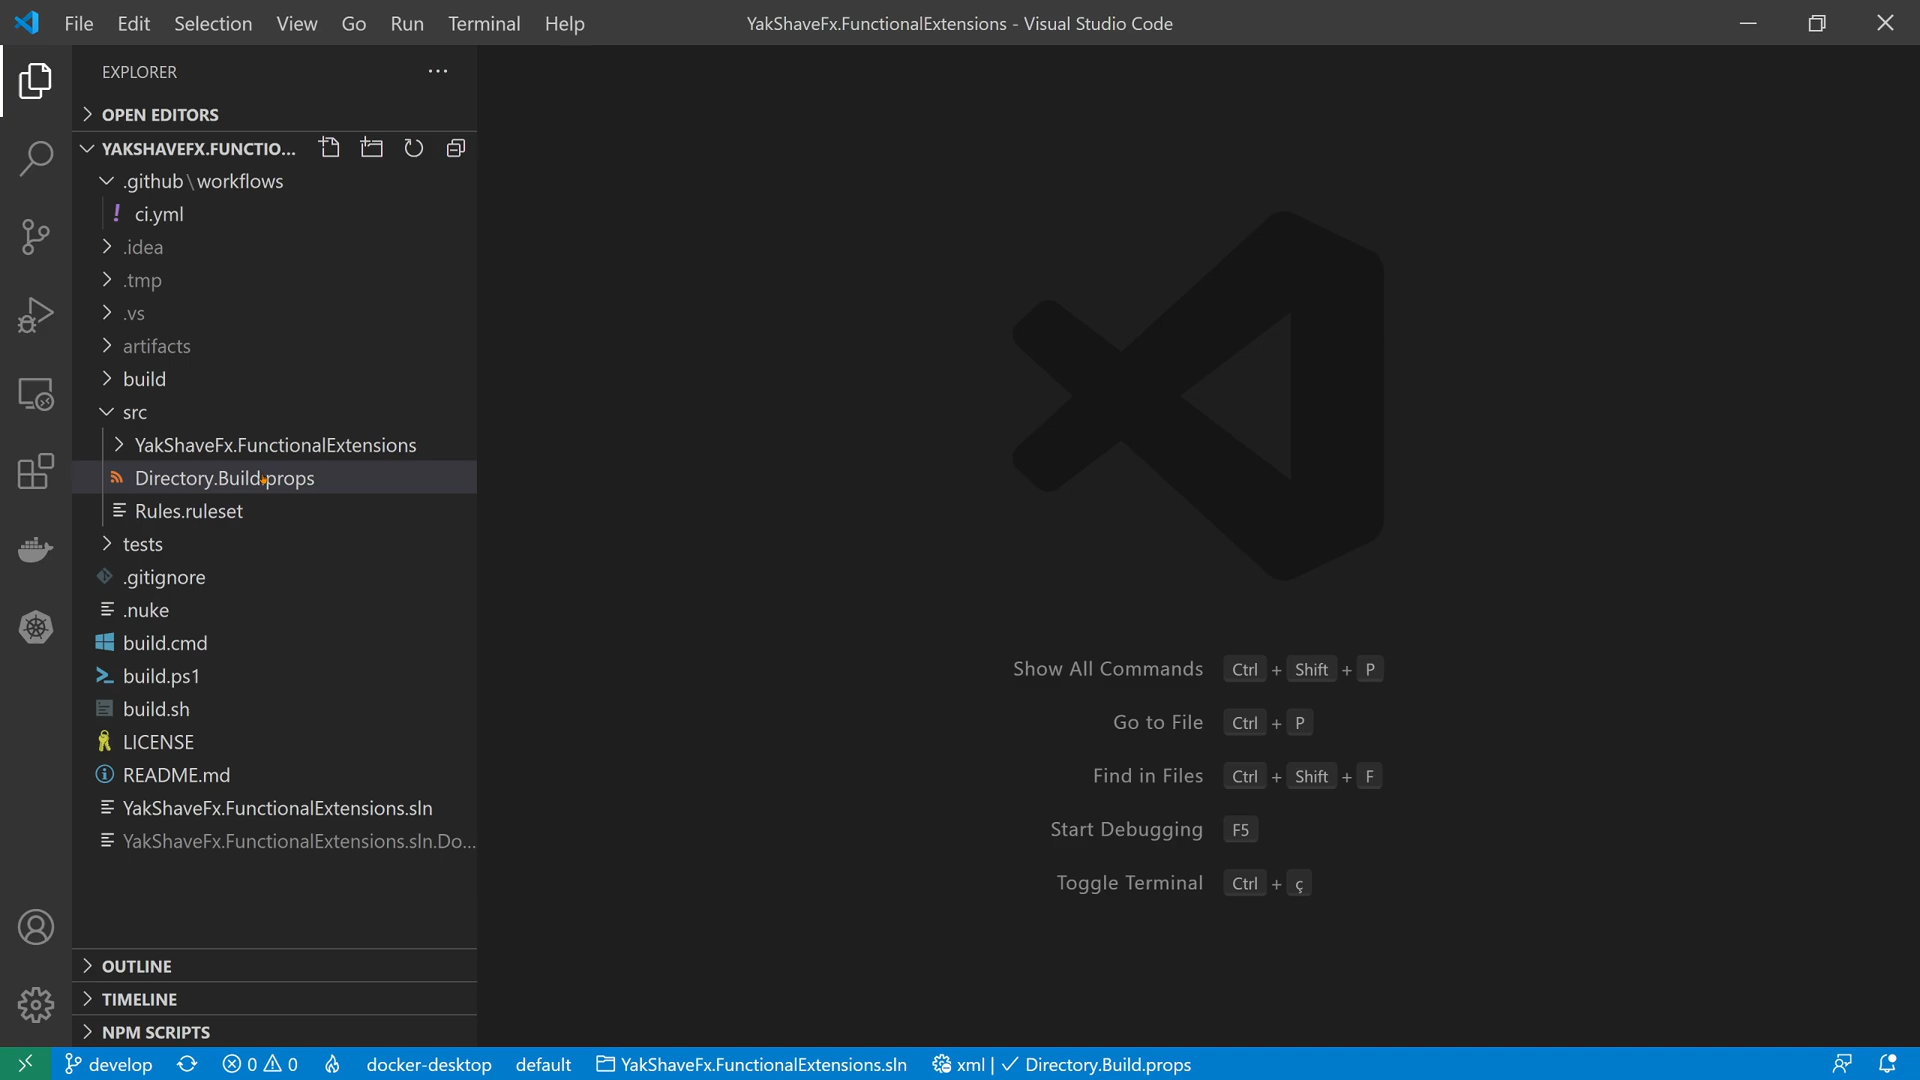 File Edit Selection View Go Run Terminal Help
YakShaveFx.FunctionalExtensions - Visual Studio Code
EXPLORER
OPEN EDITORS
YAKSHAVEFX.FUNCTIO...
.github\workflows
! ci.yml
.idea
.tmp
.vs
artifacts
build
src
YakShaveFx.FunctionalExtensions
Directory.Build.props
Rules.ruleset
tests
.gitignore
.nuke
build.cmd
build.ps1
build.sh
LICENSE
README.md
YakShaveFx.FunctionalExtensions.sln
YakShaveFx.FunctionalExtensions.sln.Do...
OUTLINE
TIMELINE
NPM SCRIPTS
Show All Commands Ctrl + Shift + P
Go to File Ctrl + P
Find in Files Ctrl + Shift + F
Start Debugging F5
Toggle Terminal Ctrl + ç
develop 0 0 docker-desktop default YakShaveFx.FunctionalExtensions.sln xml | ✓ Directory.Build.props